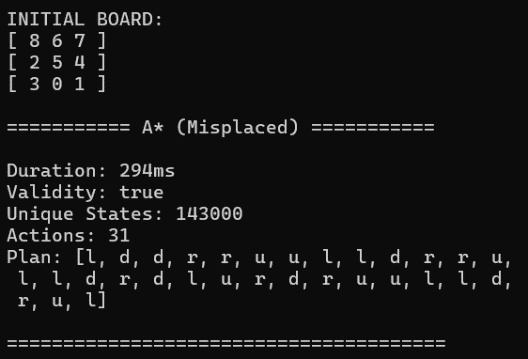 INITIAL BOARD:
[ 8 6 7 ]
[ 2 5 4 ]
[ 3 0 1 ]
=========== A* (Misplaced) ===========
Duration: 294ms
Validity: true
Unique States: 143000
Actions: 31
Plan: [l, d, d, r, r, u, u, l, l, d, r, r, u,
l, l, d, r, d, l, u, r, d, r, u, u, l, l, d,
r, u, l]
=======================================